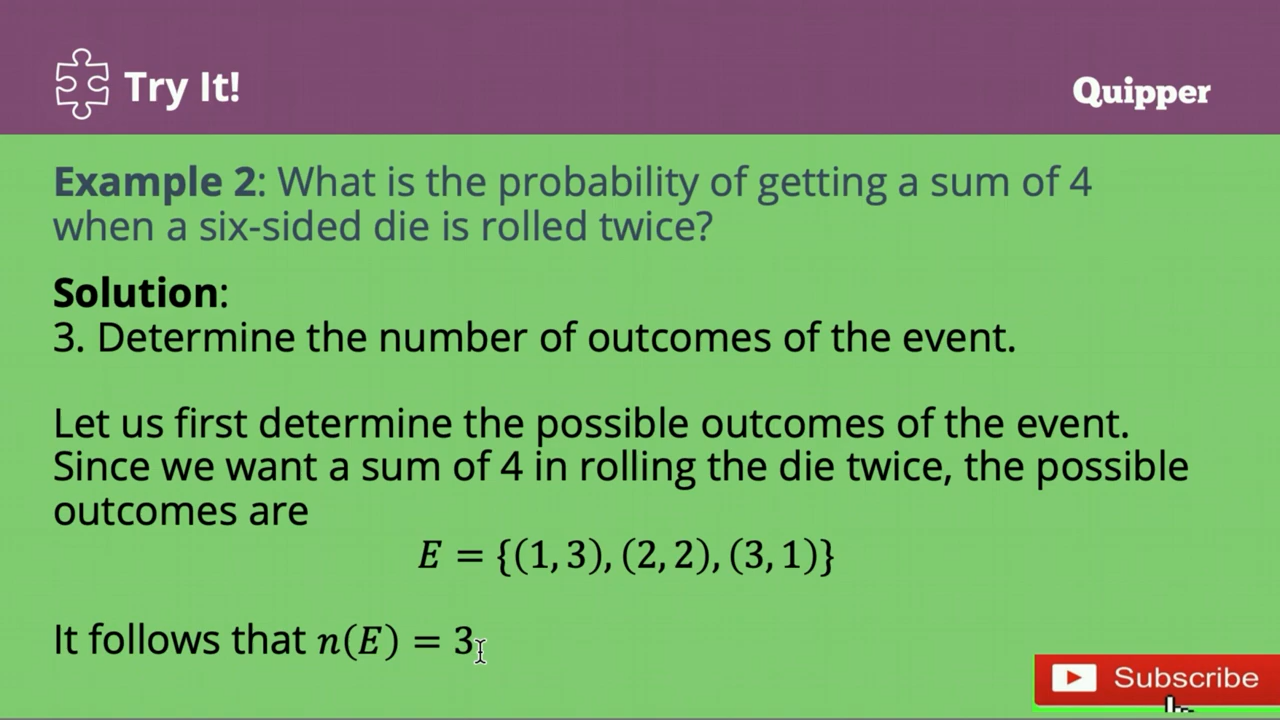 Try It!
Quipper
Example 2: What is the probability of getting a sum of 4
when a six-sided die is rolled twice?
Solution:
3. Determine the number of outcomes of the event.
Let us first determine the possible outcomes of the event.
Since we want a sum of 4 in rolling the die twice, the possible
outcomes are
E = {(1, 3), (2, 2), (3, 1)}
It follows that n(E) = 3
Subscribe